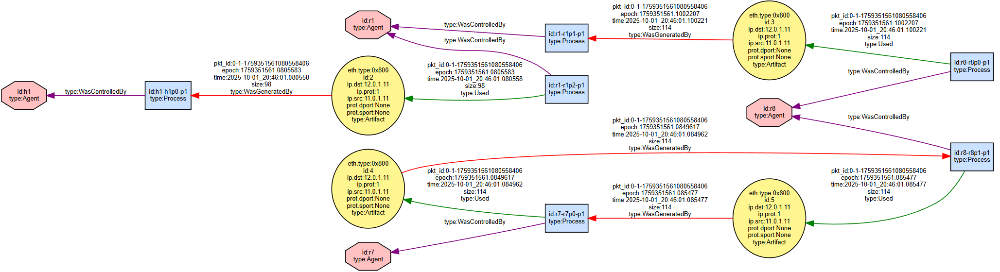 id:h1
type:Agent
type:WasControlledBy
id:h1-h1p0-p1
type:Process
pkt_id:0-1-1759351561080558406
epoch:1759351561.0805583
time:2025-10-01_20:46:01.080558
size:98
type:WasGeneratedBy
id:r1
type:Agent
eth.type:0x800
id:2
ip.dst:12.0.1.11
ip.prot:1
ip.src:11.0.1.11
prot.dport:None
prot.sport:None
type:Artifact
type:WasControlledBy
type:WasControlledBy
pkt_id:0-1-1759351561080558406
epoch:1759351561.0805583
time:2025-10-01_20:46:01.080558
size:98
type:Used
id:r1-r1p1-p1
type:Process
id:r1-r1p2-p1
type:Process
pkt_id:0-1-1759351561080558406
epoch:1759351561.1002207
time:2025-10-01_20:46:01.100221
size:114
type:WasGeneratedBy
eth.type:0x800
id:3
ip.dst:12.0.1.11
ip.prot:1
ip.src:11.0.1.11
prot.dport:None
prot.sport:None
type:Artifact
pkt_id:0-1-1759351561080558406
epoch:1759351561.1002207
time:2025-10-01_20:46:01.100221
size:114
type:Used
id:r8-r8p0-p1
type:Process
type:WasControlledBy
id:r8
type:Agent
type:WasControlledBy
id:r8-r8p1-p1
type:Process
pkt_id:0-1-1759351561080558406
epoch:1759351561.0849617
time:2025-10-01_20:46:01.084962
size:114
type:WasGeneratedBy
eth.type:0x800
id:4
ip.dst:12.0.1.11
ip.prot:1
ip.src:11.0.1.11
prot.dport:None
prot.sport:None
type:Artifact
pkt_id:0-1-1759351561080558406
epoch:1759351561.0849617
time:2025-10-01_20:46:01.084962
size:114
type:Used
type:WasControlledBy
id:r7
type:Agent
id:r7-r7p0-p1
type:Process
pkt_id:0-1-1759351561080558406
epoch:1759351561.085477
time:2025-10-01_20:46:01.085477
size:114
type:WasGeneratedBy
eth.type:0x800
id:5
ip.dst:12.0.1.11
ip.prot:1
ip.src:11.0.1.11
prot.dport:None
prot.sport:None
type:Artifact
pkt_id:0-1-1759351561080558406
epoch:1759351561.085477
time:2025-10-01_20:46:01.085477
size:114
type:Used